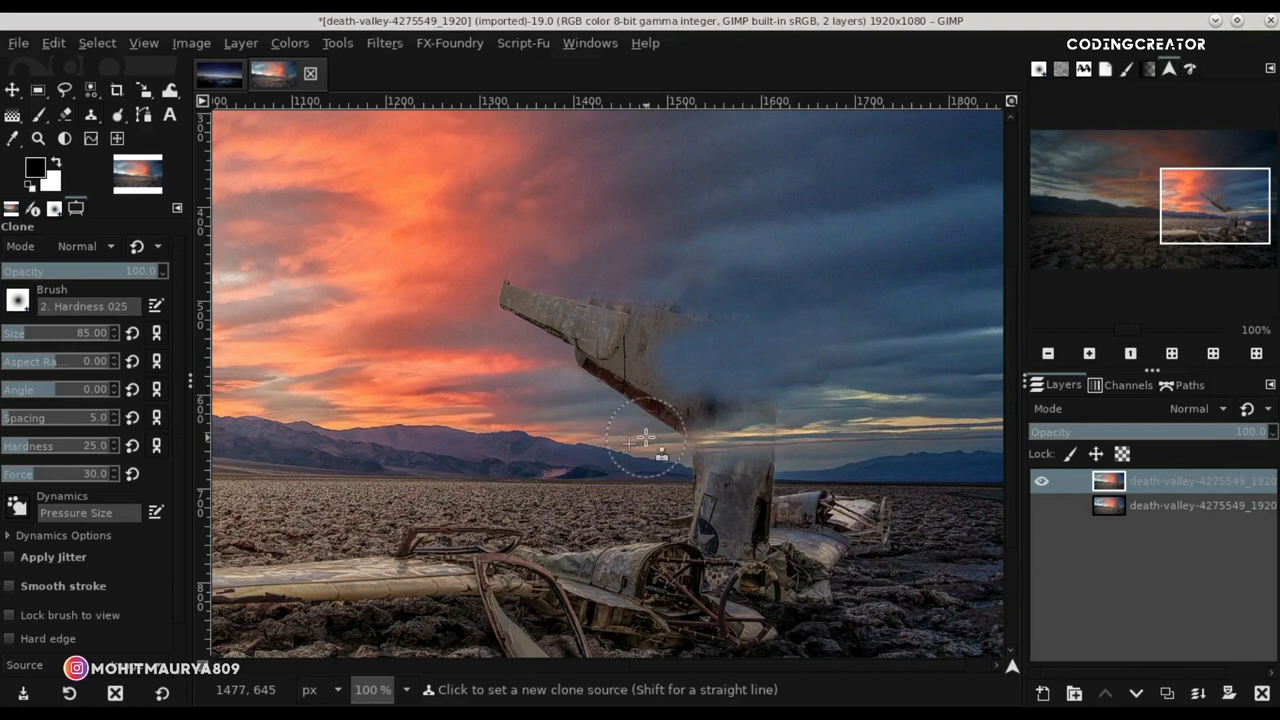 *[death-valley-4275549_1920] (imported)-19.0 (RGB color 8-bit gamma integer, GIMP built-in sRGB, 2 layers) 1920x1080 – GIMP
File Edit Select View Image Layer Colors Tools Filters FX-Foundry Script-Fu Windows Help
CODINGCREATOR
1100 1200 1300 1400 1500 1600 1700 1800
Clone
Mode Normal
Opacity 100.0
Brush
2. Hardness 025
Size 85.00
Aspect Ra... 0.00
Angle 0.00
Spacing 5.0
Hardness 25.0
Force 30.0
Dynamics
Pressure Size
Dynamics Options
Apply Jitter
Smooth stroke
Lock brush to view
Hard edge
Source
MOHITMAURYA809
1477, 645 px 100 % Click to set a new clone source (Shift for a straight line)
100%
Layers Channels Paths
Mode Normal
Opacity 100.0
Lock:
death-valley-4275549_1920
death-valley-4275549_1920